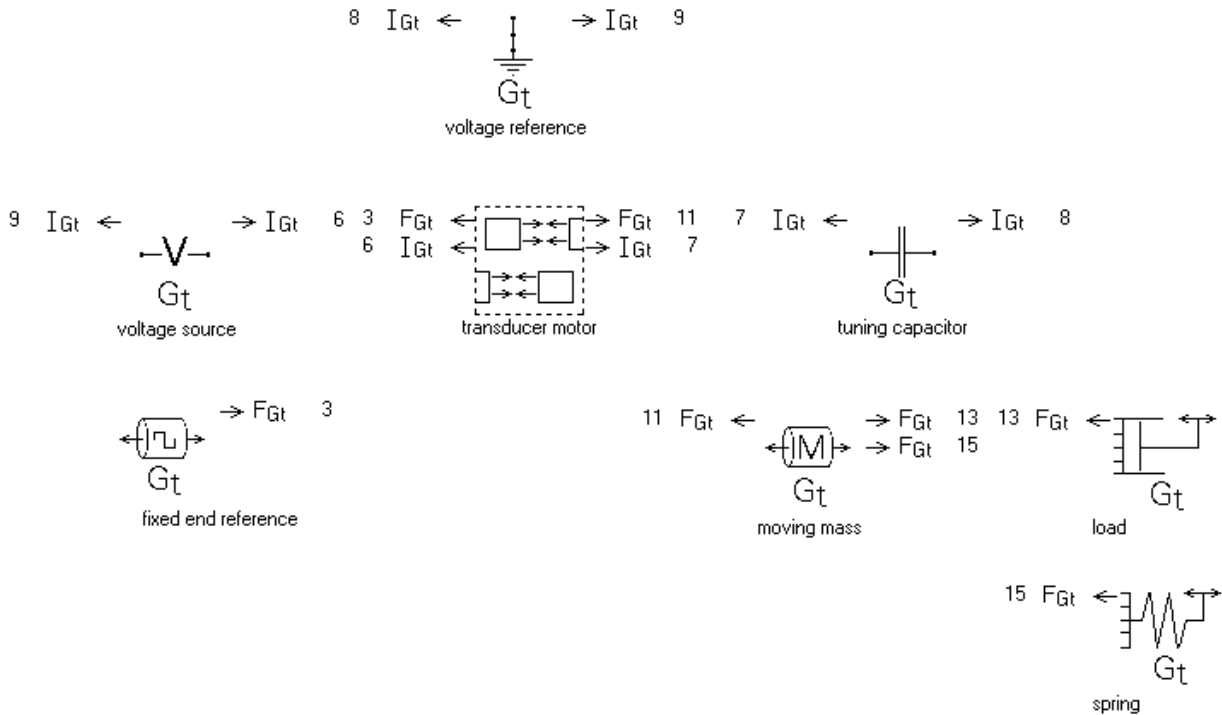 8 IGt IGt 9
Gt
voltage reference
9 IGt IGt 6 3 FGt FGt 11 7 IGt IGt 8
6 IGt IGt 7
V
Gt Gt
voltage source transducer motor tuning capacitor
FGt 3 11 FGt FGt 13 13 FGt
M FGt 15
Gt Gt Gt
fixed end reference moving mass load
15 FGt
Gt
spring